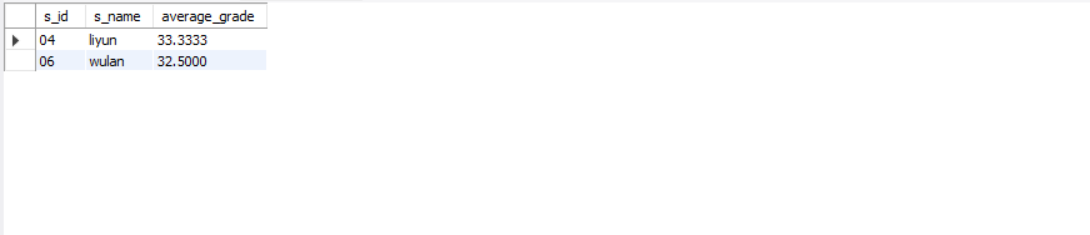 s_id s_name average_grade
04 liyun 33.3333
06 wulan 32.5000